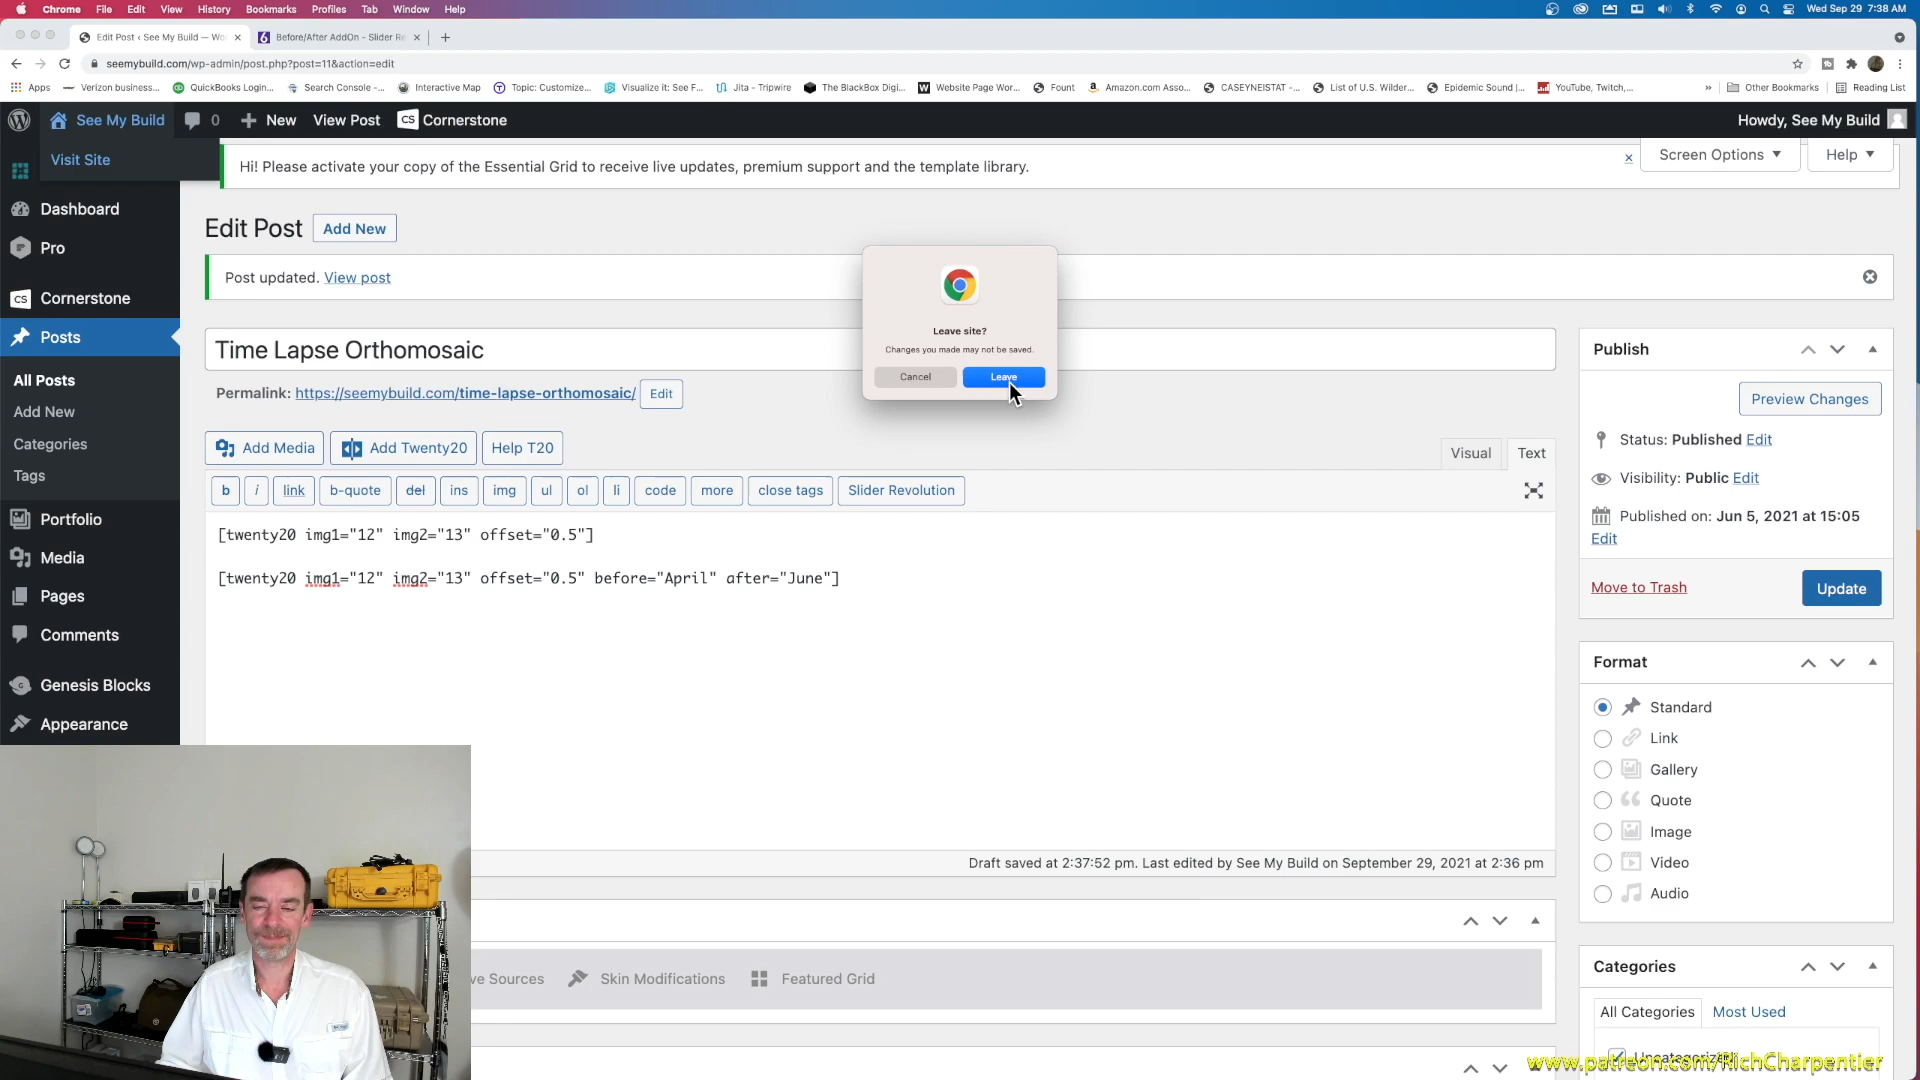 Chrome File Edit View History Bookmarks Profiles Tab Window Help Wed Sep 29 7:38 AM
Edit Post ‹ See My Build — Wo Before/After AddOn - Slider Re
seemybuild.com/wp-admin/post.php?post=11&action=edit
Apps Verizon business... QuickBooks Login... Search Console -... Interactive Map Topic: Customize... Visualize it: See F... Jita - Tripwire The BlackBox Digi... Website Page Wor... Fount Amazon.com Asso... CASEYNEISTAT -... List of U.S. Wilder... Epidemic Sound |... YouTube, Twitch,... » Other Bookmarks Reading List
See My Build 0 New View Post CS Cornerstone Howdy, See My Build
Visit Site
Hi! Please activate your copy of the Essential Grid to receive live updates, premium support and the template library.
Screen Options Help
Dashboard
Pro
CS Cornerstone
Posts
All Posts
Add New
Categories
Tags
Portfolio
Media
Pages
Comments
Genesis Blocks
Appearance
Edit Post Add New
Post updated. View post
Leave site?
Changes you made may not be saved.
Cancel Leave
Time Lapse Orthomosaic
Permalink: https://seemybuild.com/time-lapse-orthomosaic/ Edit
Add Media Add Twenty20 Help T20
Visual Text
b i link b-quote del ins img ul ol li code more close tags Slider Revolution
[twenty20 img1="12" img2="13" offset="0.5"]
[twenty20 img1="12" img2="13" offset="0.5" before="April" after="June"]
Draft saved at 2:37:52 pm. Last edited by See My Build on September 29, 2021 at 2:36 pm
Sources Skin Modifications Featured Grid
Publish
Preview Changes
Status: Published Edit
Visibility: Public Edit
Published on: Jun 5, 2021 at 15:05
Edit
Move to Trash Update
Format
Standard
Link
Gallery
Quote
Image
Video
Audio
Categories
All Categories Most Used
Uncategorized
www.patreon.com/RichCharpentier